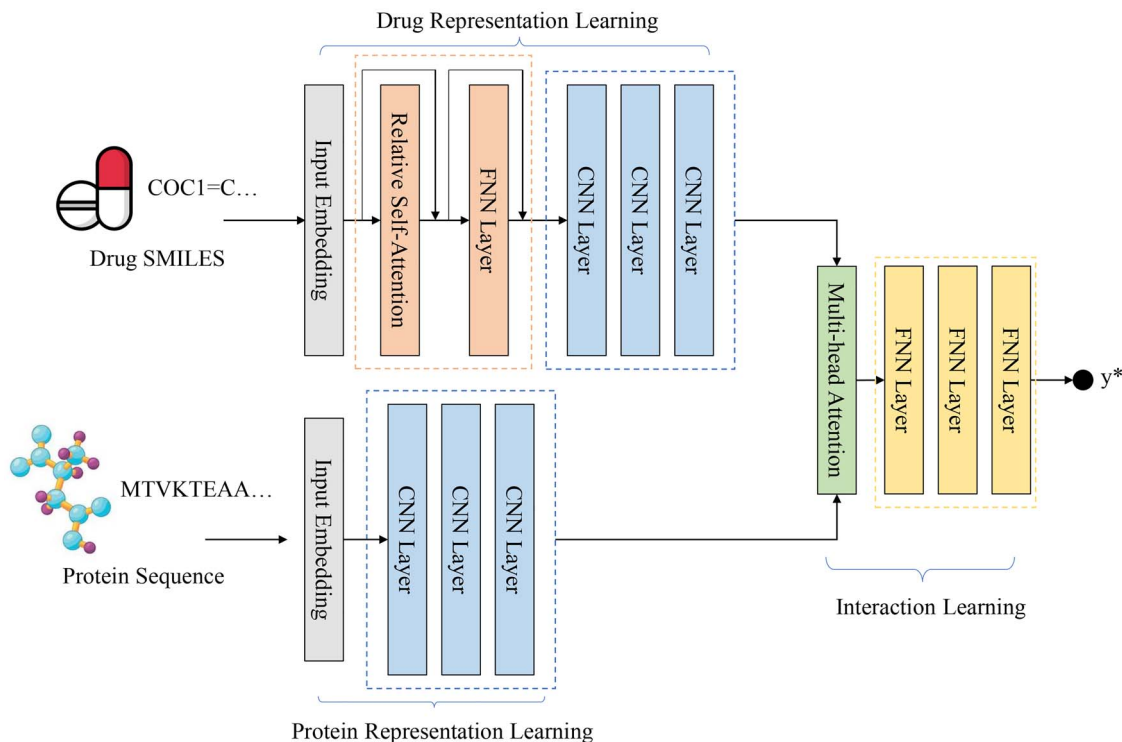 Drug Representation Learning
COC1=C…
Drug SMILES
Input Embedding
Relative Self-Attention
FNN Layer
CNN Layer
CNN Layer
CNN Layer
MTVKTEAA…
Protein Sequence
Input Embedding
CNN Layer
CNN Layer
CNN Layer
Protein Representation Learning
Multi-head Attention
FNN Layer
FNN Layer
FNN Layer
y*
Interaction Learning